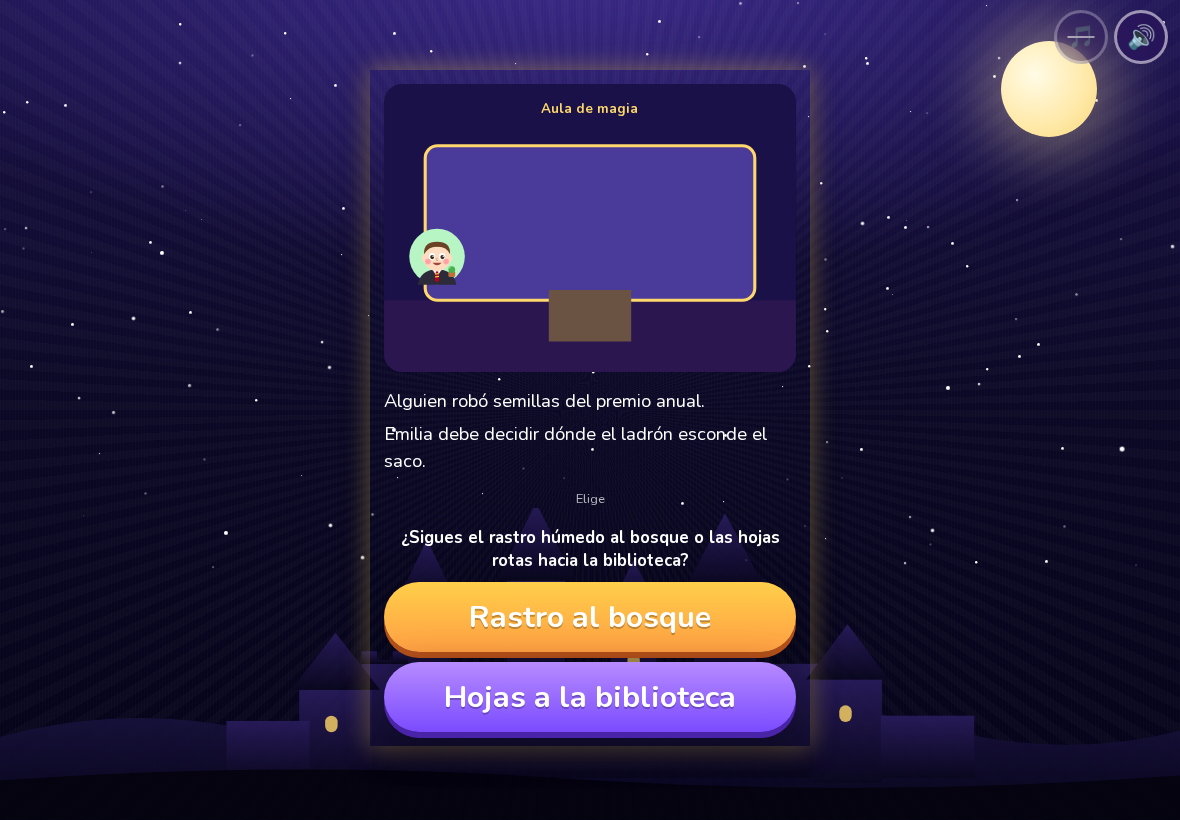 Aula de magia
Alguien robó semillas del premio anual.
Emilia debe decidir dónde el ladrón esconde el
saco.
Elige
¿Sigues el rastro húmedo al bosque o las hojas
rotas hacia la biblioteca?
Rastro al bosque
Hojas a la biblioteca